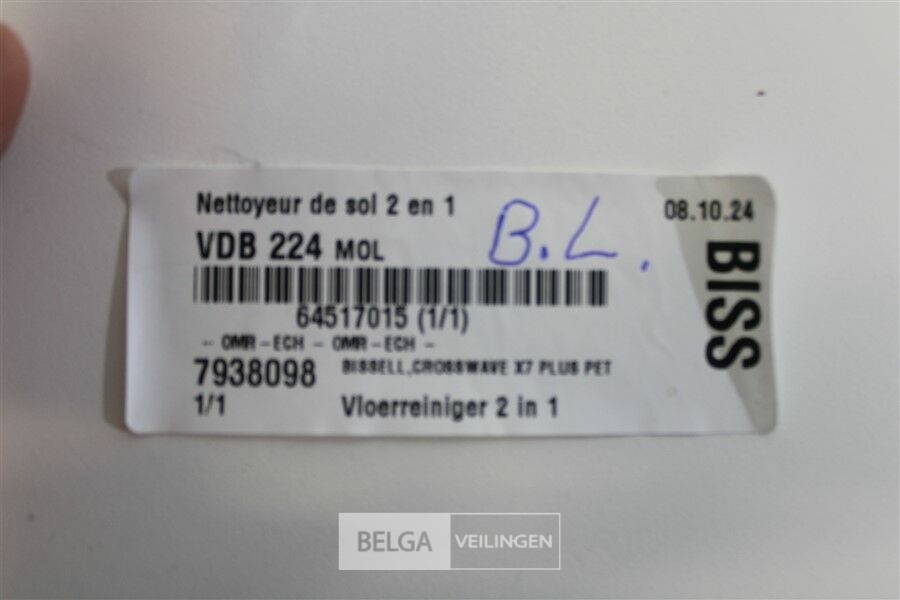 Nettoyeur de sol 2 en 1
08.10.24
VDB 224 MOL
B.L.
BISS
64517015 (1/1)
- OMR-ECH - OMR-ECH -
7938098 BISSELL,CROSSWAVE X7 PLUS PET
1/1 Vloerreiniger 2 in 1
BELGA VEILINGEN